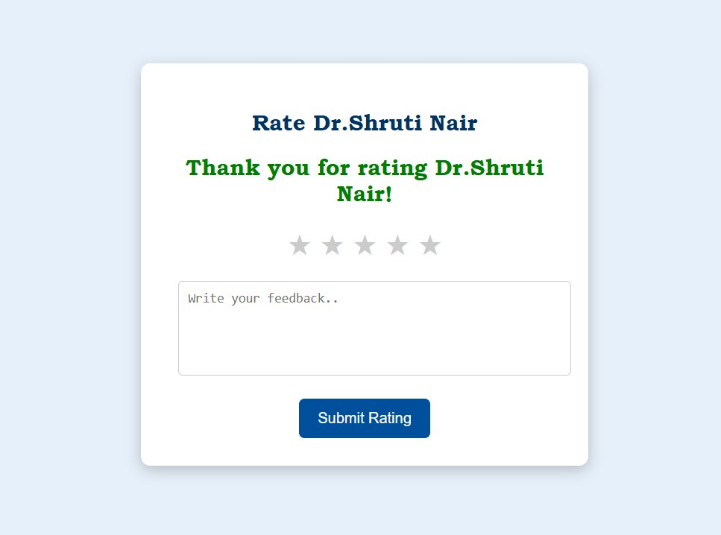 Rate Dr.Shruti Nair
Thank you for rating Dr.Shruti
Nair!
Write your feedback..
Submit Rating